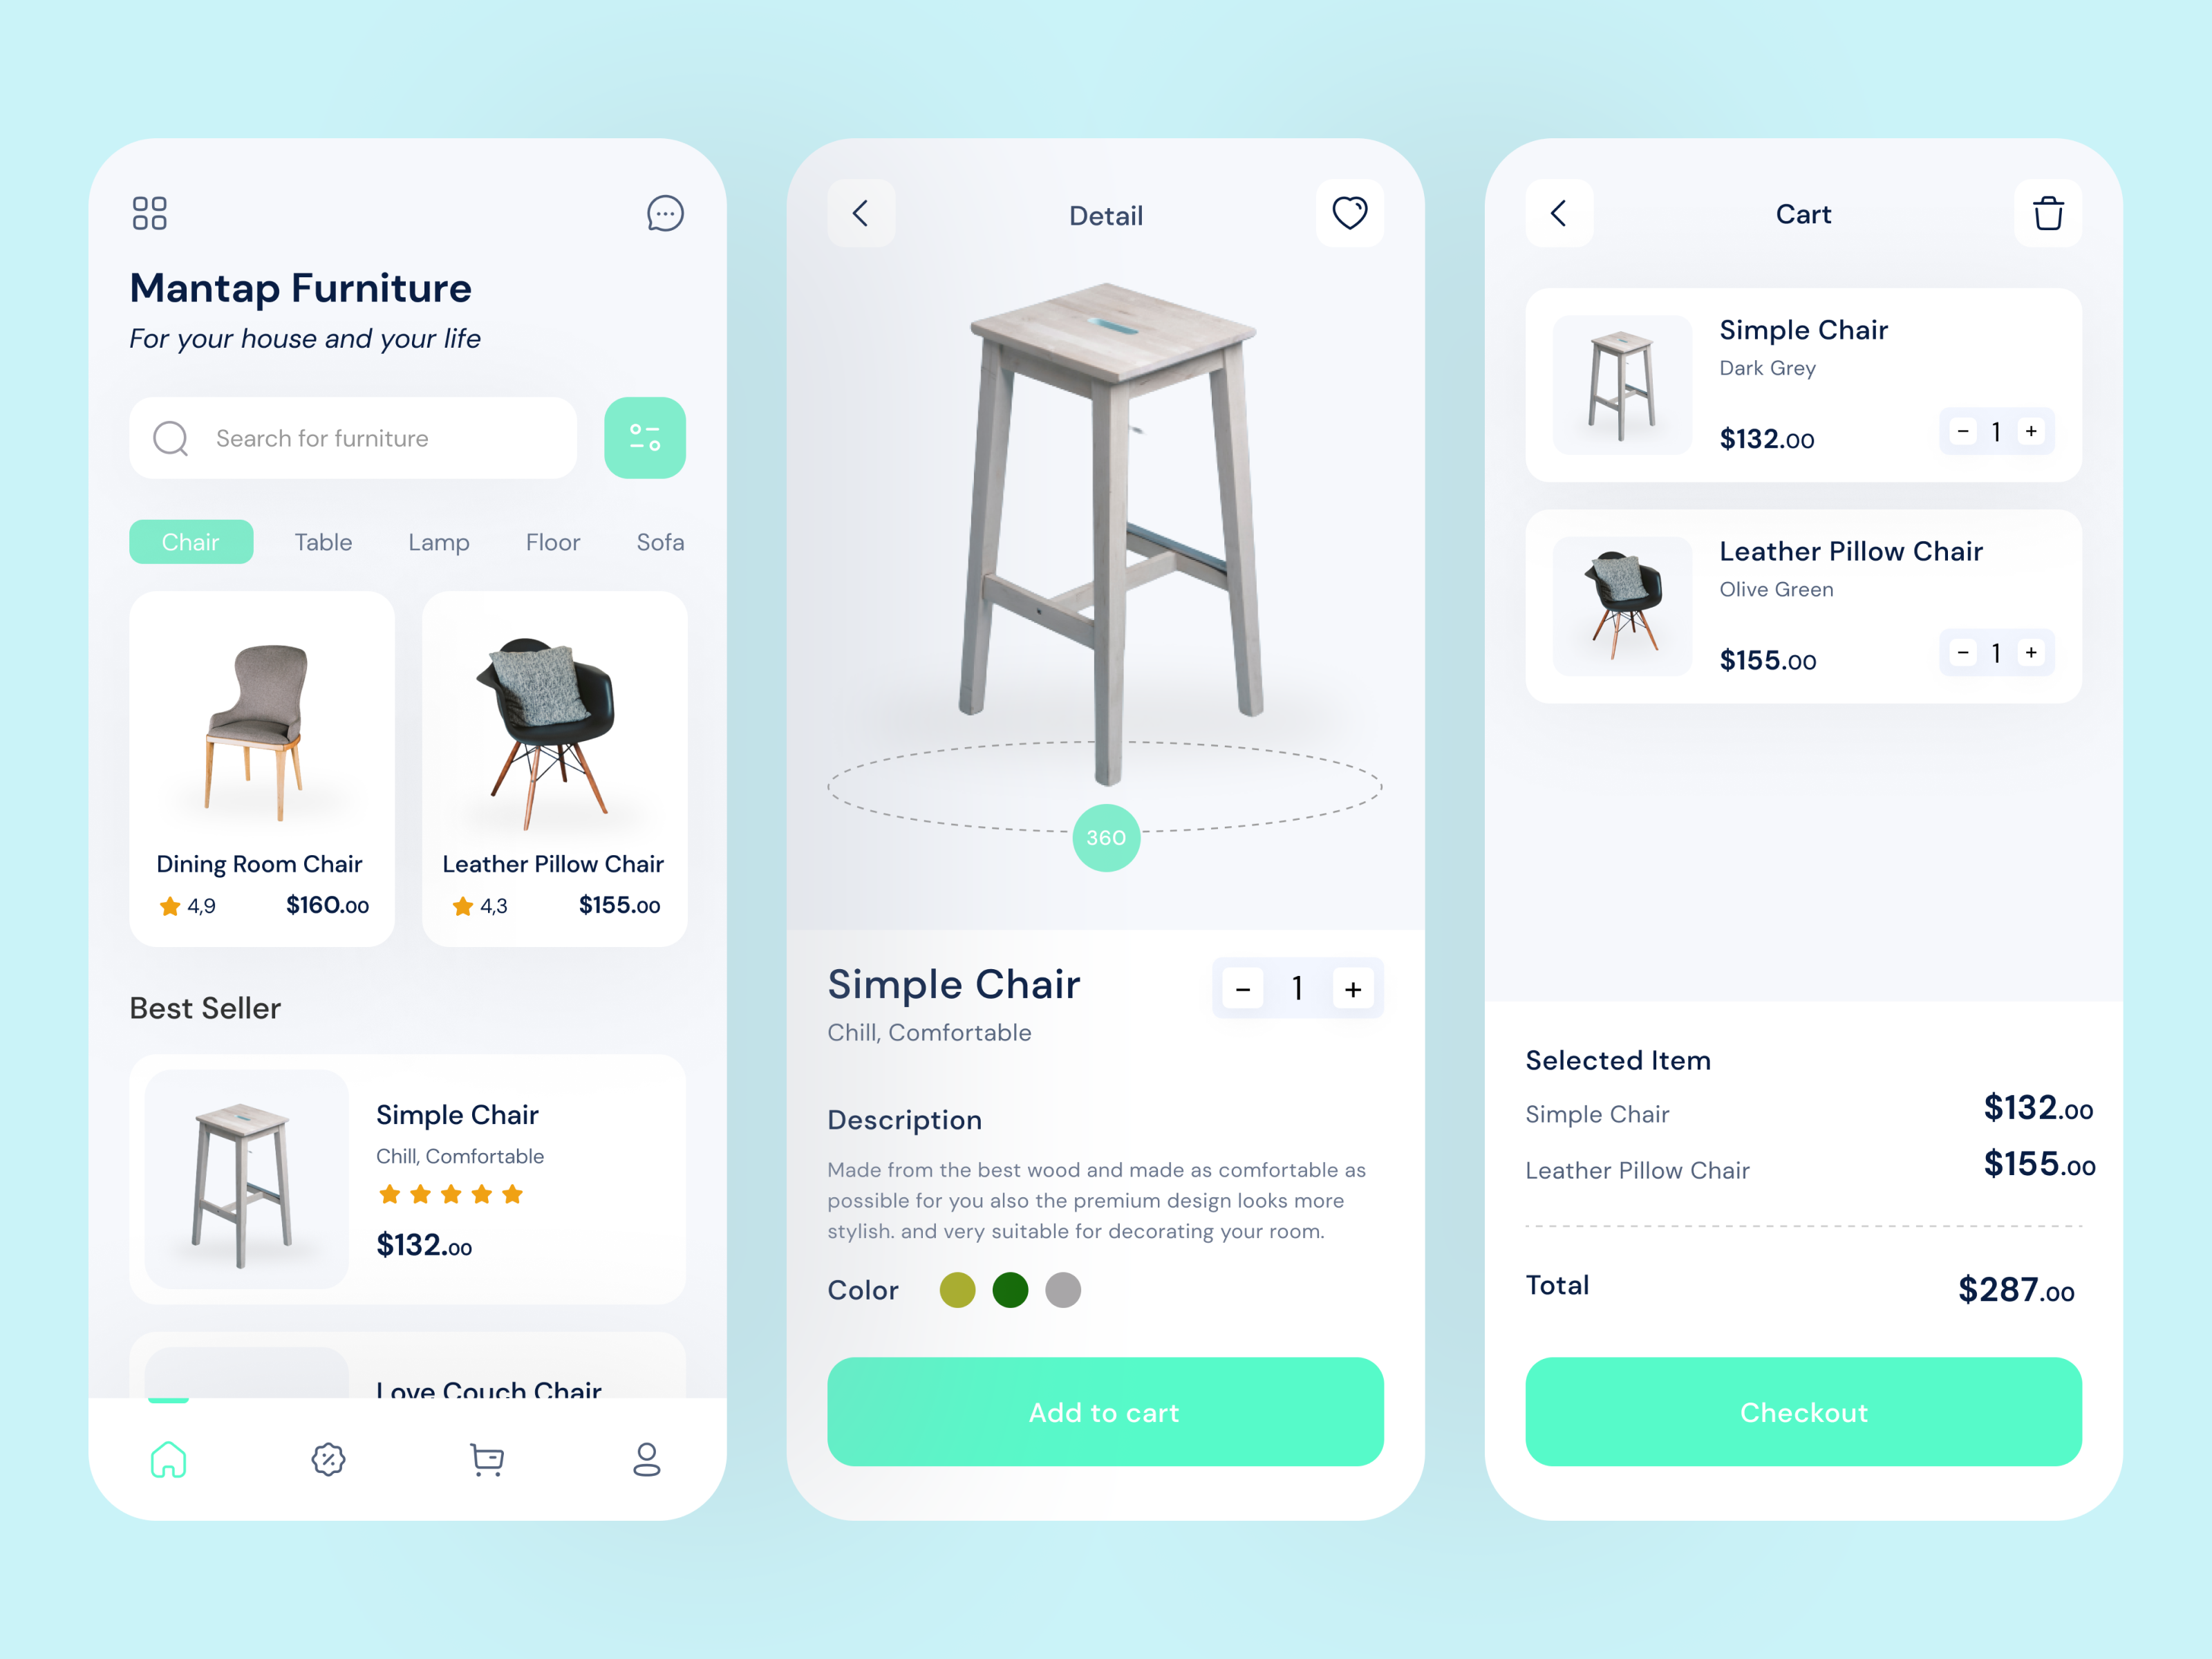 Mantap Furniture
For your house and your life
Search for furniture
Chair Table Lamp Floor Sofa
Dining Room Chair
4,9 $160.00
Leather Pillow Chair
4,3 $155.00
Best Seller
Simple Chair
Chill, Comfortable
$132.00
Love Couch Chair
Detail
360
Simple Chair
- 1 +
Chill, Comfortable
Description
Made from the best wood and made as comfortable as
possible for you also the premium design looks more
stylish. and very suitable for decorating your room.
Color
Add to cart
Cart
Simple Chair
Dark Grey
$132.00 - 1 +
Leather Pillow Chair
Olive Green
$155.00 - 1 +
Selected Item
Simple Chair $132.00
Leather Pillow Chair $155.00
Total $287.00
Checkout